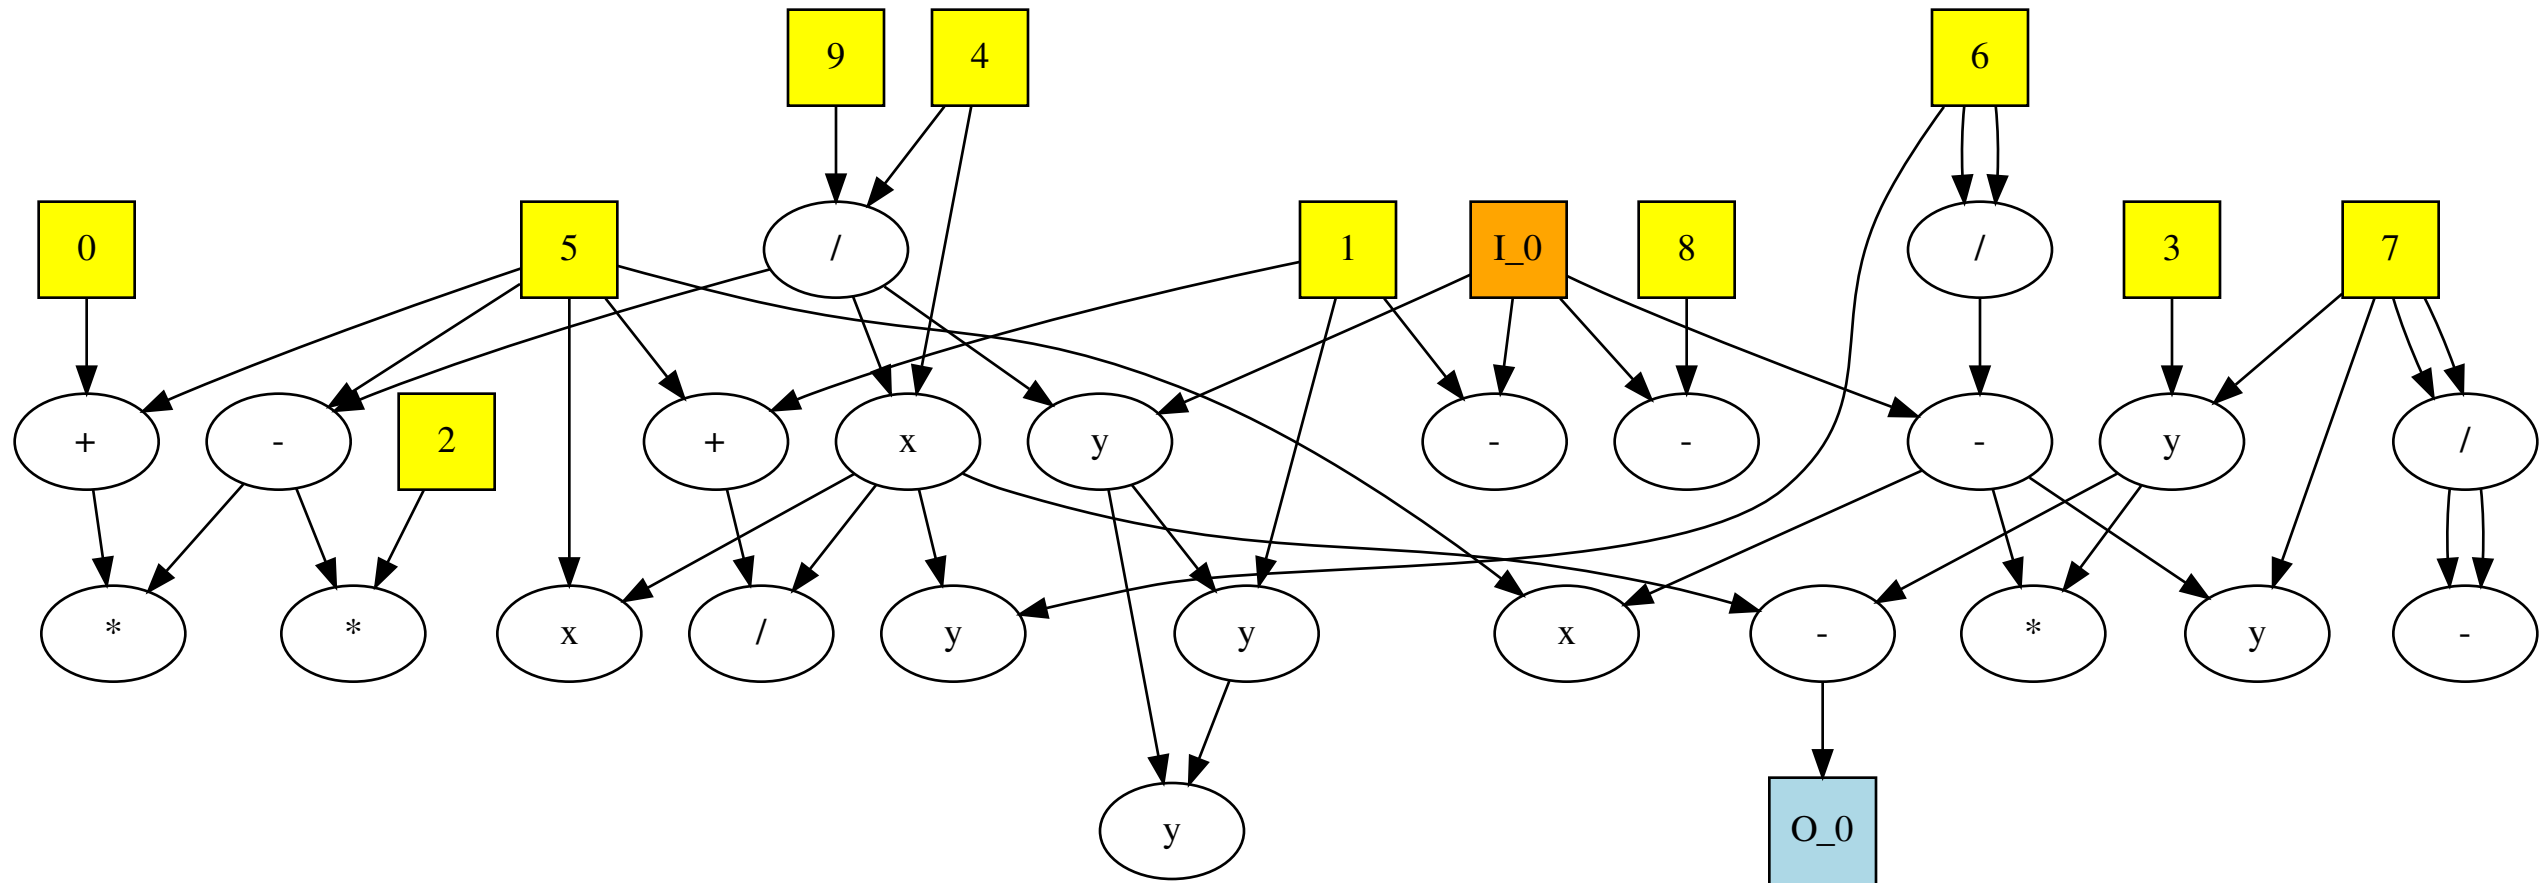 9 4 6
0 5 / 1 I_0 8 / 3 7
+ - 2 + x y - - - y /
* * x / y y x - * y -
y O_0